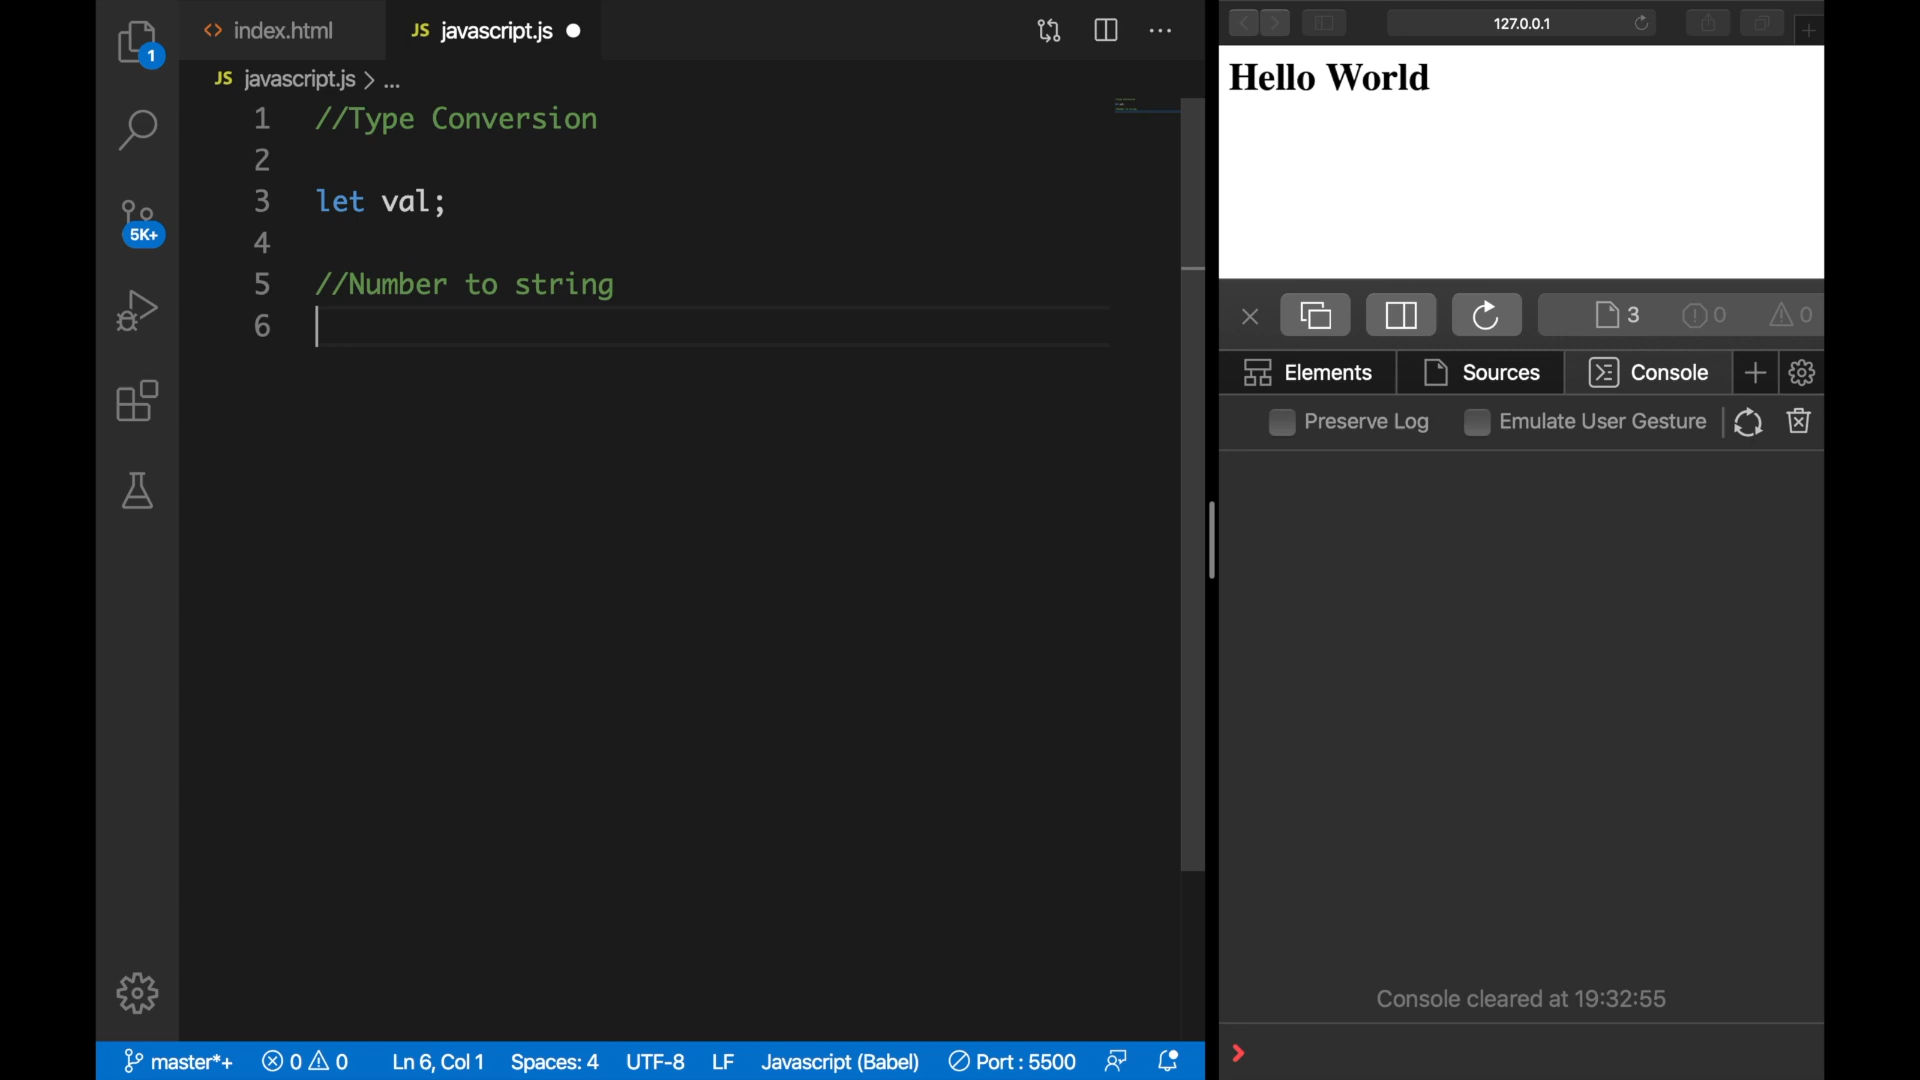 index.html
JS javascript.js
JS javascript.js > ...
1 //Type Conversion
2
3 let val;
4
5 //Number to string
6
1
5K+
master*+ 0 0 Ln 6, Col 1 Spaces: 4 UTF-8 LF Javascript (Babel) Port : 5500
127.0.0.1
Hello World
3 0 0
Elements Sources Console
Preserve Log Emulate User Gesture
Console cleared at 19:32:55